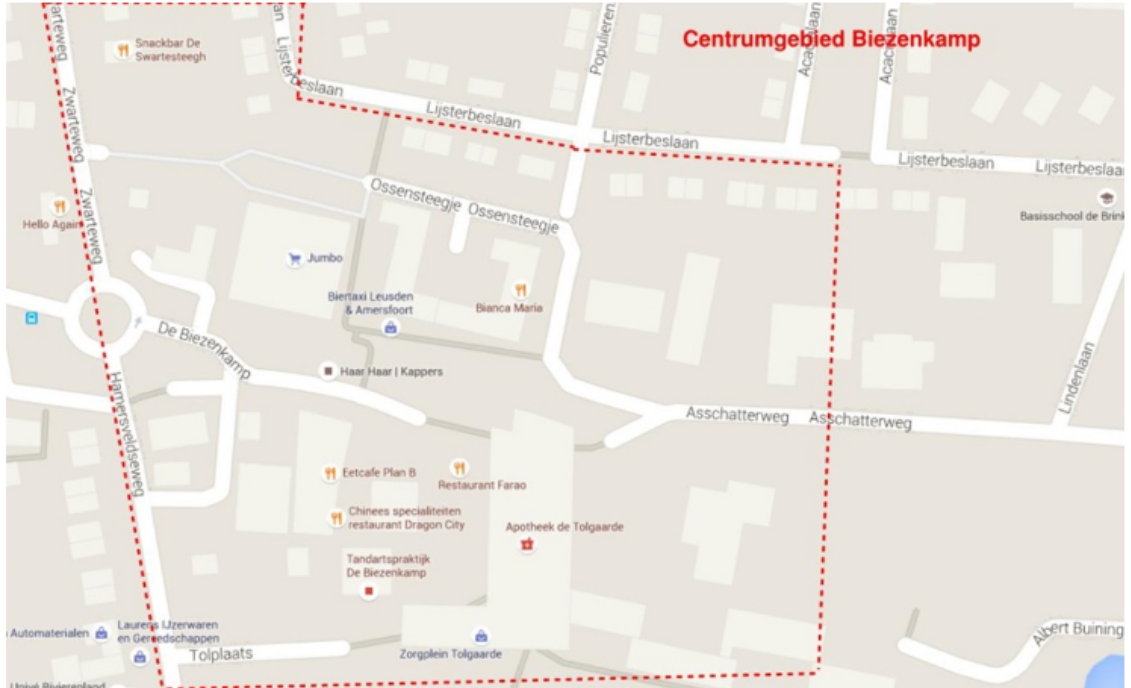 Centrumgebied Biezenkamp
Snackbar De
Swartesteegh
Zwarteweg
Zwarteweg
Lijsterbeslaan
Lijsterbeslaan
Populieren
Lijsterbeslaan
Acacialaan
Acacialaan
Lijsterbeslaan
Lijsterbeslaa
Basisschool de Brink
Hello Again
Ossensteegje
Ossensteegje
Jumbo
Biertaxi Leusden
& Amersfoort
Bianca Maria
De Biezenkamp
Haar Haar | Kappers
Lindenlaan
Asschatterweg
Asschatterweg
Hamersveldseweg
Eetcafe Plan B
Restaurant Farao
Chinees specialiteiten
restaurant Dragon City
Apotheek de Tolgaarde
Tandartspraktijk
De Biezenkamp
Automaterialen
Laurens IJzerwaren
en Gereedschappen
Tolplaats
Zorgplein Tolgaarde
Albert Buining
Univé Rivierenland